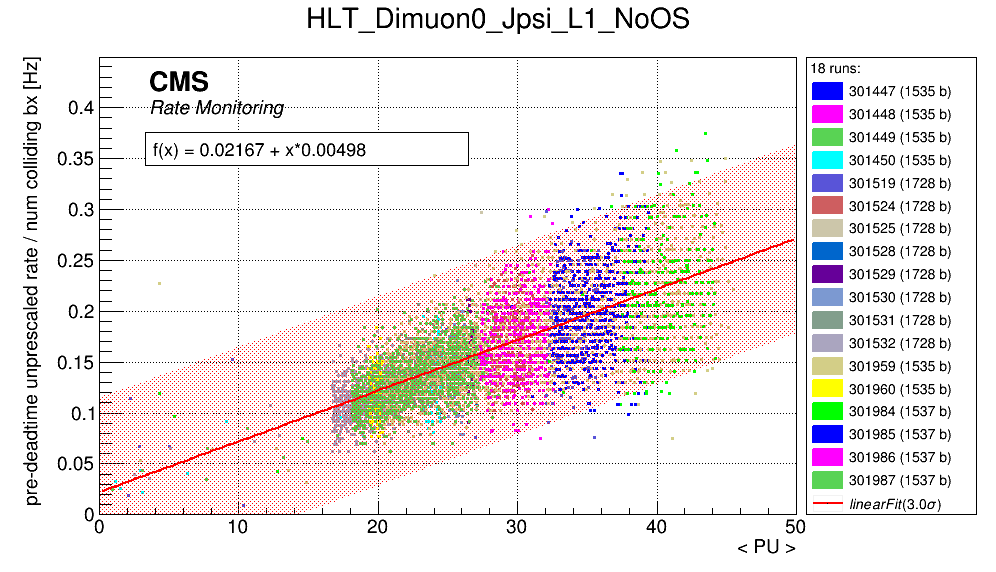 HLT_Dimuon0_Jpsi_L1_NoOS
pre-deadtime unprescaled rate / num colliding bx [Hz]
CMS
Rate Monitoring
f(x) = 0.02167 + x*0.00498
0.4
0.35
0.3
0.25
0.2
0.15
0.1
0.05
0
0 10 20 30 40 50
< PU >
18 runs:
301447 (1535 b)
301448 (1535 b)
301449 (1535 b)
301450 (1535 b)
301519 (1728 b)
301524 (1728 b)
301525 (1728 b)
301528 (1728 b)
301529 (1728 b)
301530 (1728 b)
301531 (1728 b)
301532 (1728 b)
301959 (1535 b)
301960 (1535 b)
301984 (1537 b)
301985 (1537 b)
301986 (1537 b)
301987 (1537 b)
linearFit(3.0σ)